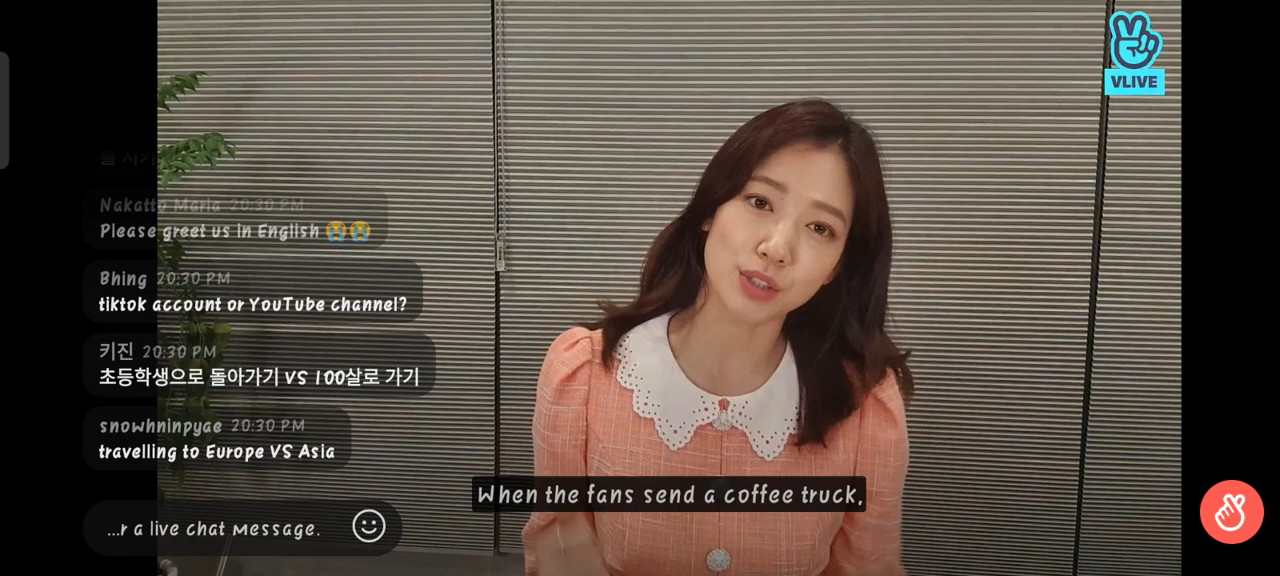 VLIVE
를 시기
Nakatto Maria 20:30 PM
Please greet us in English 😭😭
Bhing 20:30 PM
tiktok account or YouTube channel?
키진 20:30 PM
초등학생으로 돌아가기 VS 100살로 가기
snowhninpyae 20:30 PM
travelling to Europe VS Asia
When the fans send a coffee truck,
...r a live chat message.